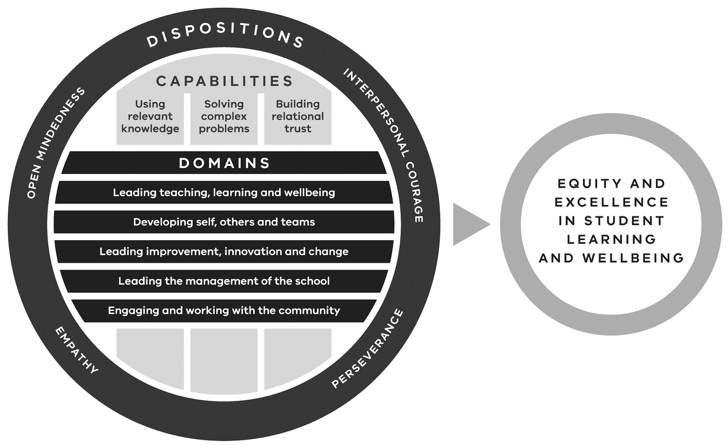 DISPOSITIONS
OPEN MINDEDNESS
INTERPERSONAL COURAGE
EMPATHY
PERSEVERANCE
CAPABILITIES
Using
relevant
knowledge
Solving
complex
problems
Building
relational
trust
DOMAINS
Leading teaching, learning and wellbeing
Developing self, others and teams
Leading improvement, innovation and change
Leading the management of the school
Engaging and working with the community
EQUITY AND
EXCELLENCE
IN STUDENT
LEARNING
AND WELLBEING